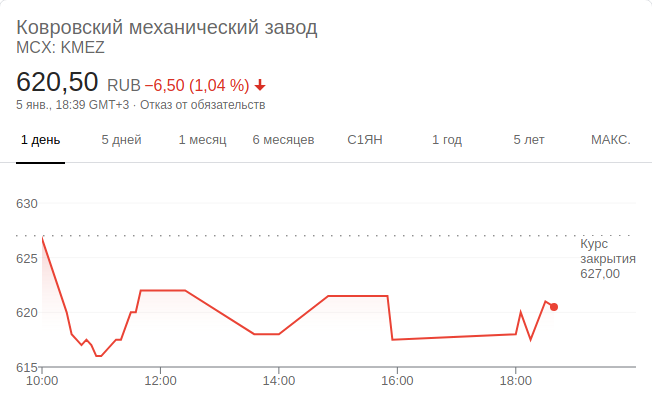 Ковровский механический завод
MCX: KMEZ
620,50 RUB −6,50 (1,04 %)
5 янв., 18:39 GMT+3 · Отказ от обязательств
1 день 5 дней 1 месяц 6 месяцев С1ЯН 1 год 5 лет МАКС.
630
Курс
закрытия
627,00
625
620
615
10:00 12:00 14:00 16:00 18:00